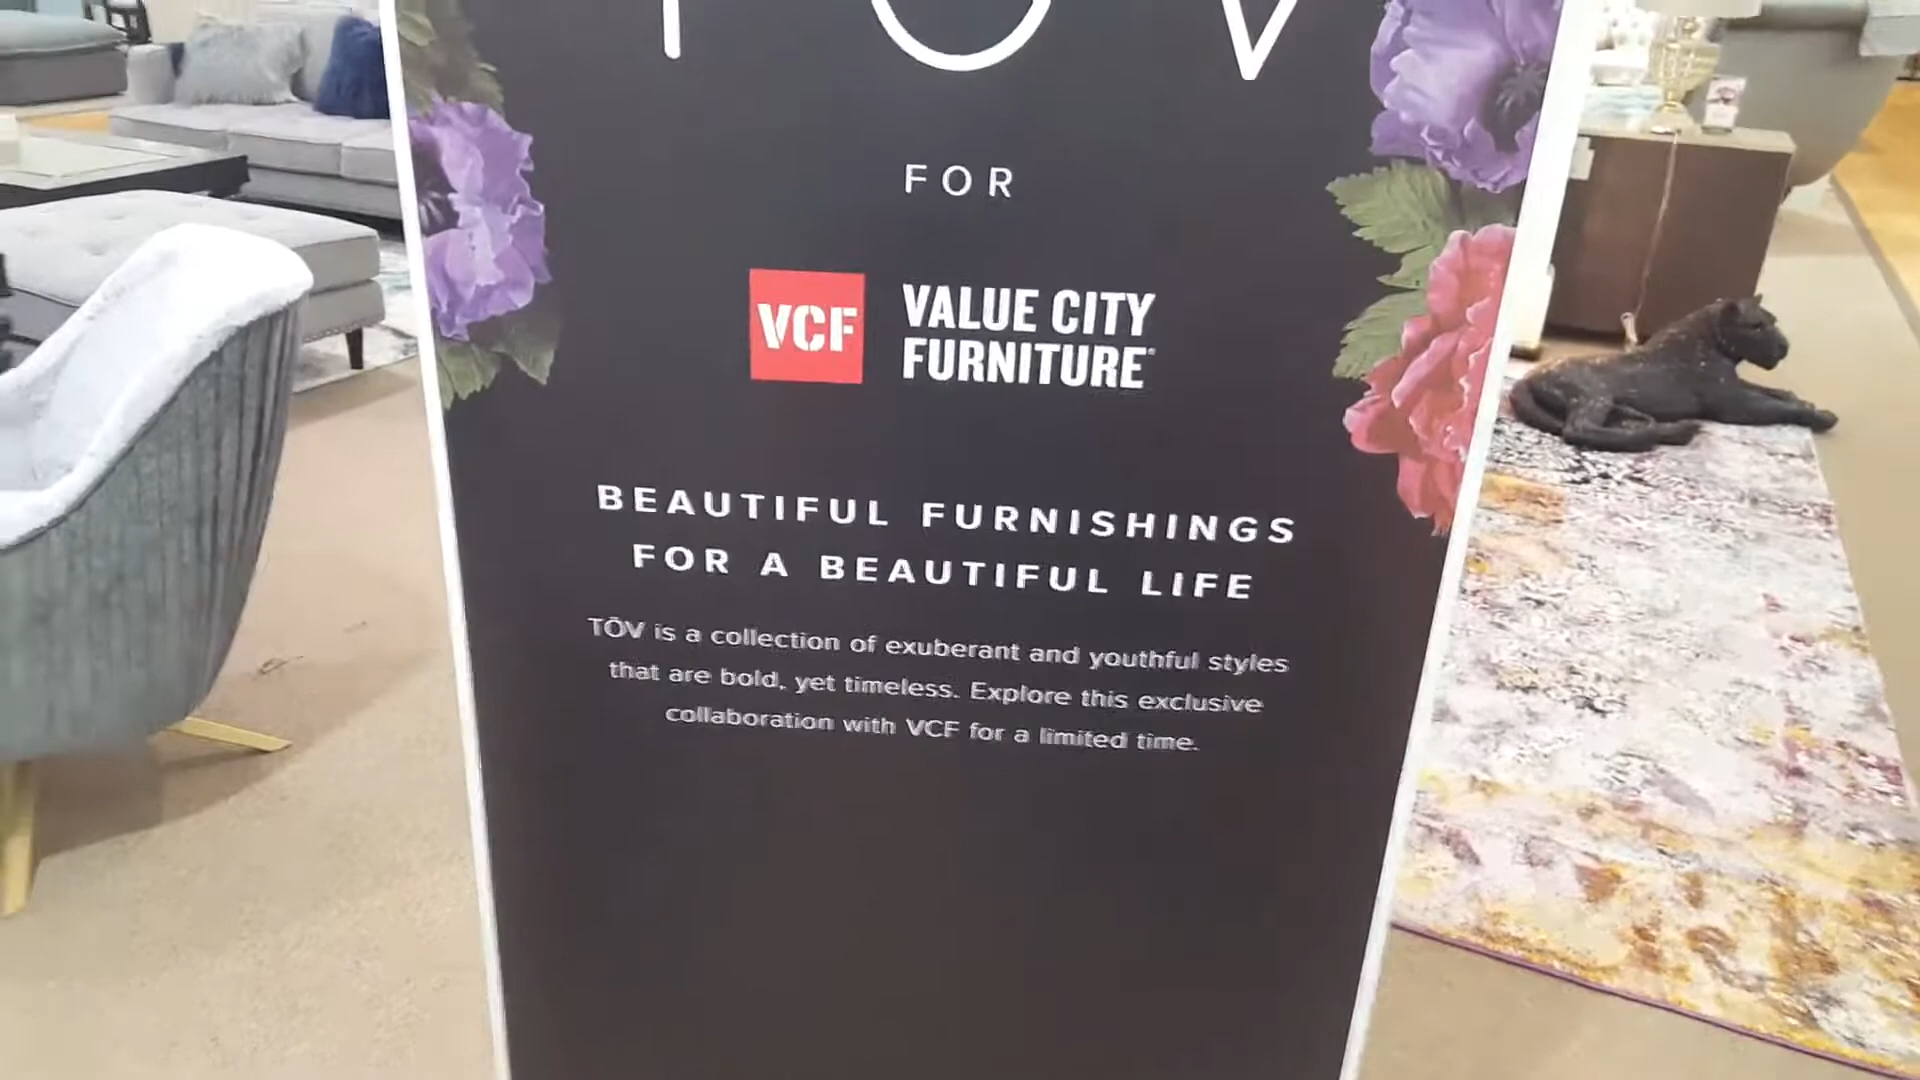 TOV
FOR
VCF VALUE CITY
FURNITURE
BEAUTIFUL FURNISHINGS
FOR A BEAUTIFUL LIFE
TŌV is a collection of exuberant and youthful styles
that are bold, yet timeless. Explore this exclusive
collaboration with VCF for a limited time.